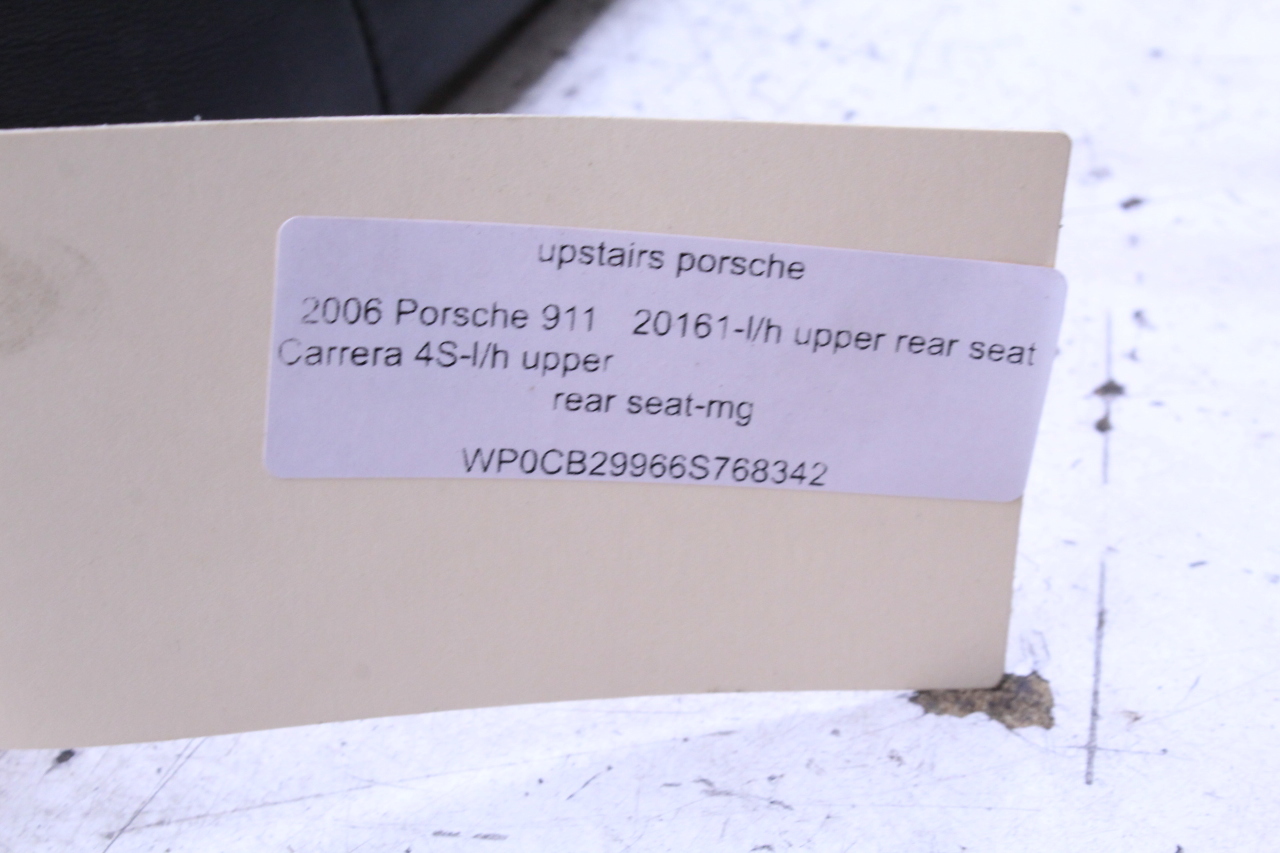 upstairs porsche
2006 Porsche 911 20161-l/h upper rear seat
Carrera 4S-l/h upper
rear seat-mg
WP0CB29966S768342